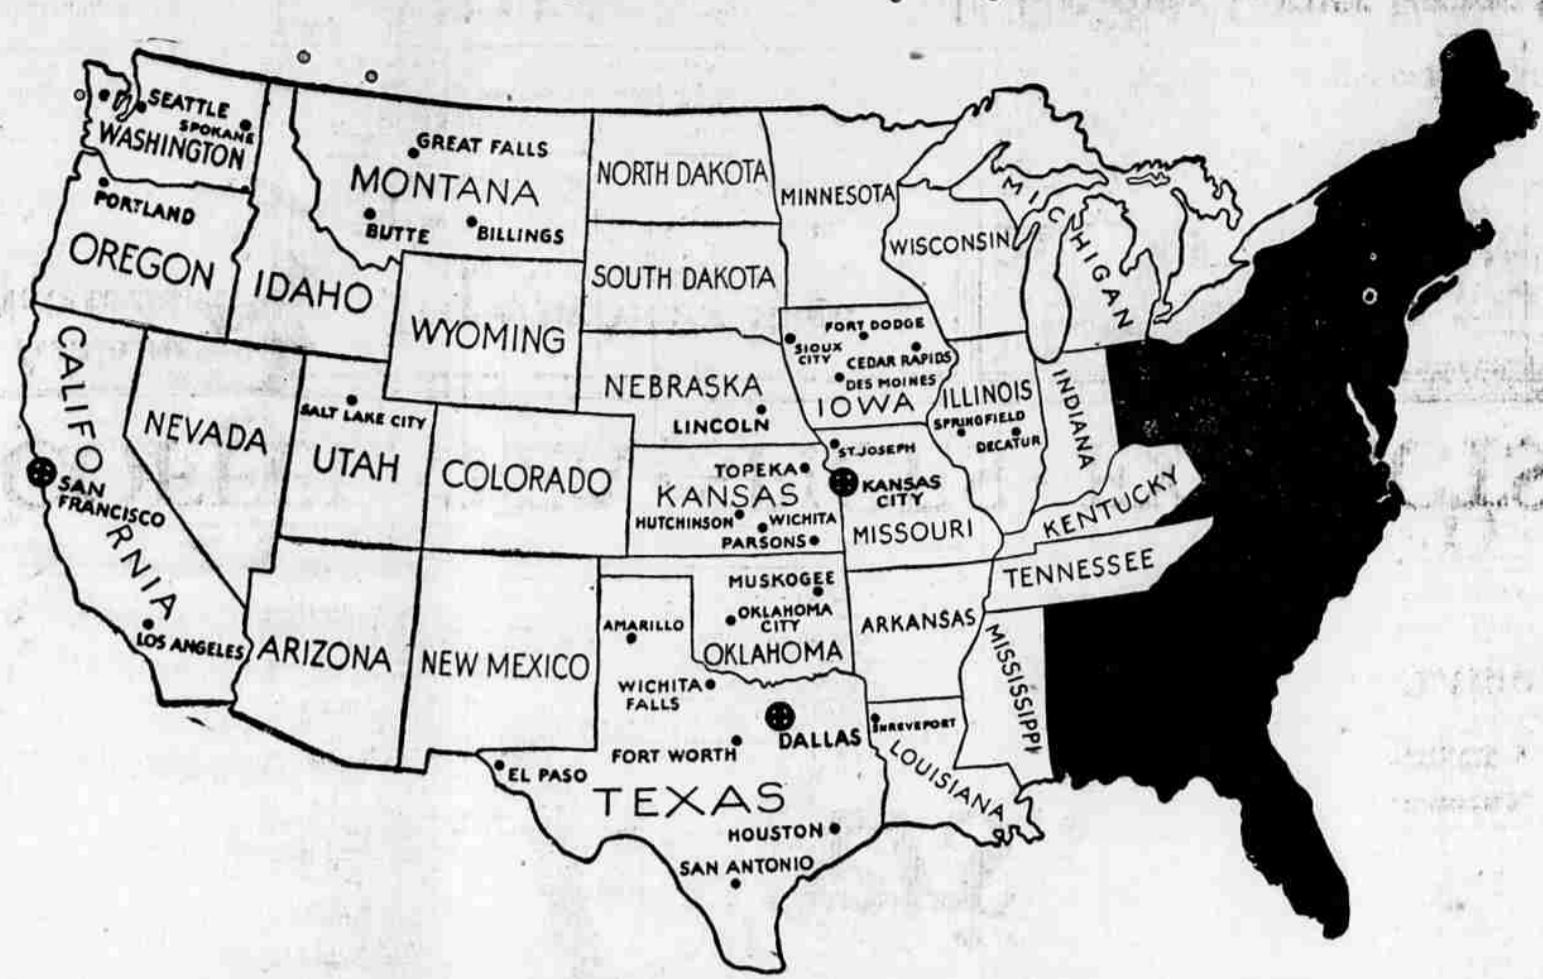 SEATTLE
SPOKANE
WASHINGTON
PORTLAND
OREGON
IDAHO
GREAT FALLS
MONTANA
BUTTE
BILLINGS
WYOMING
NORTH DAKOTA
SOUTH DAKOTA
MINNESOTA
WISCONSIN
MICHIGAN
NEBRASKA
LINCOLN
FORT DODGE
SIOUX
CITY
CEDAR RAPIDS
DES MOINES
IOWA
ILLINOIS
SPRINGFIELD
DECATUR
INDIANA
CALIFORNIA
SAN
FRANCISCO
LOS ANGELES
NEVADA
SALT LAKE CITY
UTAH
COLORADO
TOPEKA
KANSAS
HUTCHINSON
WICHITA
PARSONS
ST. JOSEPH
KANSAS
CITY
MISSOURI
KENTUCKY
TENNESSEE
ARIZONA
NEW MEXICO
MUSKOGEE
OKLAHOMA
CITY
OKLAHOMA
ARKANSAS
MISSISSIPPI
AMARILLO
WICHITA
FALLS
FORT WORTH
DALLAS
EL PASO
TEXAS
HOUSTON
SAN ANTONIO
SHREVEPORT
LOUISIANA